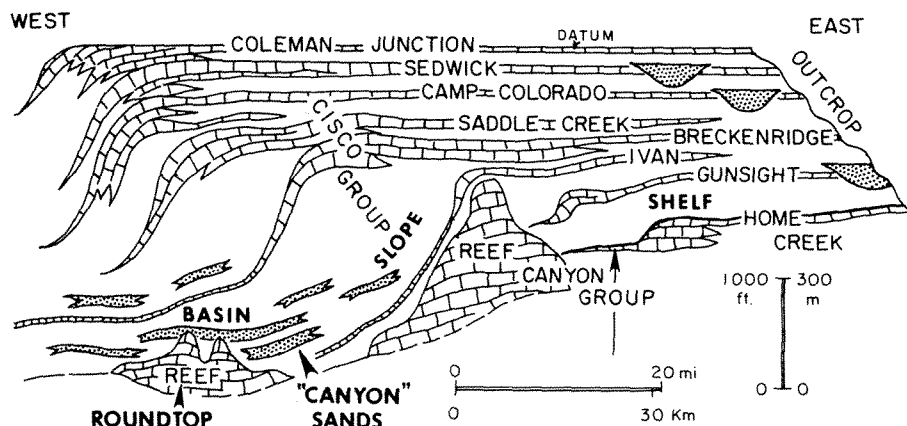 WEST
EAST
DATUM
COLEMAN JUNCTION
SEDWICK
CAMP COLORADO
OUTCROP
CISCO GROUP
SADDLE CREEK
BRECKENRIDGE
IVAN
GUNSIGHT
SHELF
HOME CREEK
SLOPE
REEF
CANYON GROUP
BASIN
REEF
ROUNDTOP
"CANYON"
SANDS
1000 ft.
300 m
0 0
0 20 mi
0 30 Km